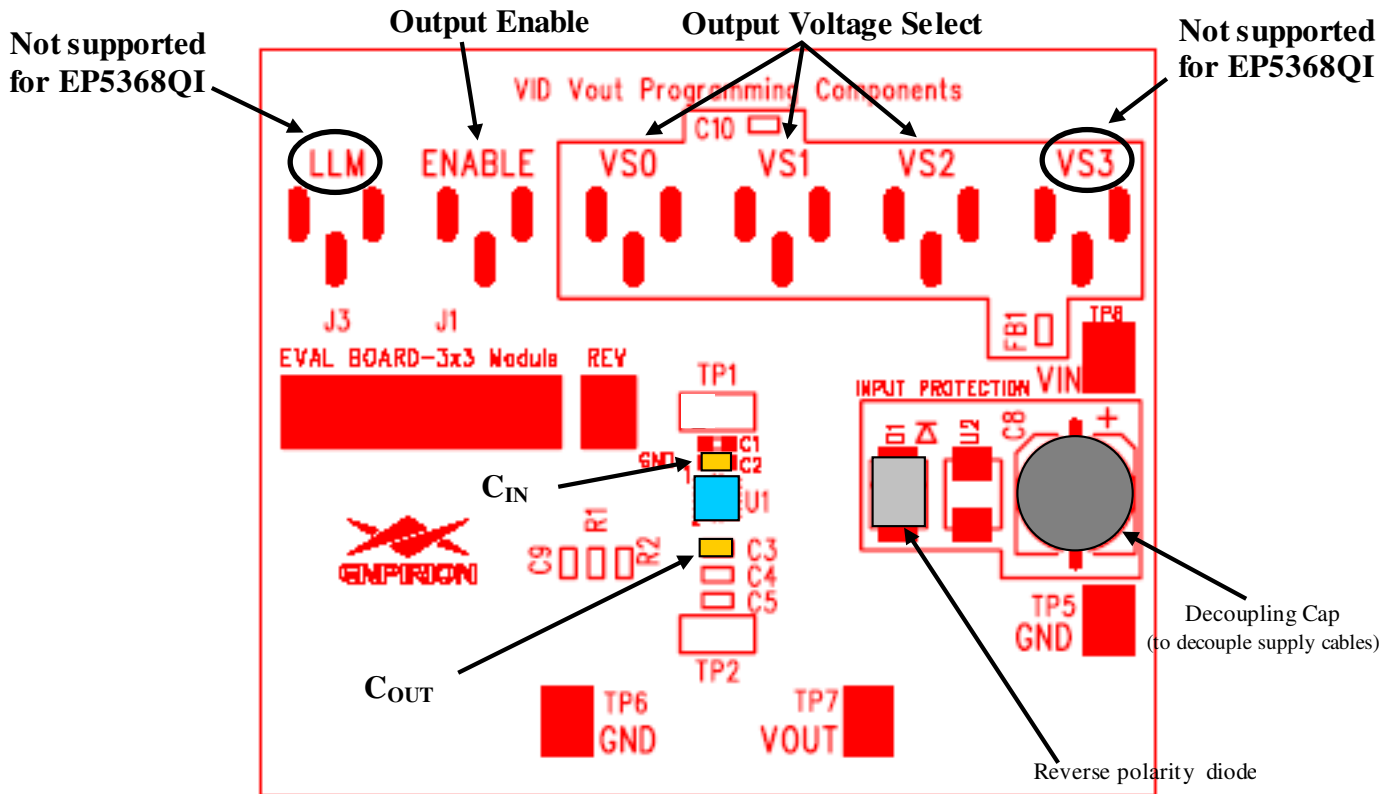 Output Enable
Output Voltage Select
Not supported
for EP5368QI
Not supported
for EP5368QI
VID Vout Programming Components
C10
LLM
ENABLE
VS0
VS1
VS2
VS3
J3
J1
FB1
TP8
EVAL BOARD-3x3 Module
REV
TP1
VIN
INPUT PROTECTION
C1
GND
C2
1
D1
U2
C8
+
CIN
U1
R1
C9
R2
C3
C4
C5
ENPIRION
TP5
GND
Decoupling Cap
(to decouple supply cables)
TP2
COUT
TP6
GND
TP7
VOUT
Reverse polarity diode